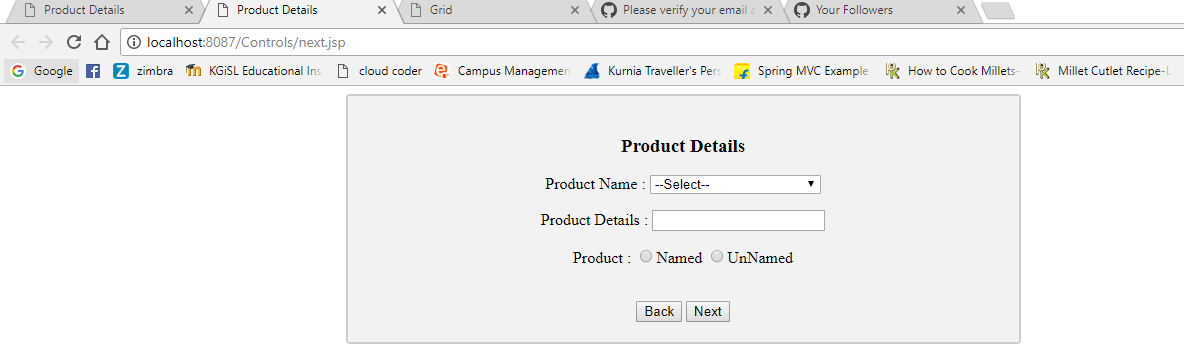 Product Details
Product Details
Grid
Please verify your email
Your Followers
localhost:8087/Controls/next.jsp
Google
zimbra
KGiSL Educational Ins
cloud coder
Campus Managemen
Kurnia Traveller's Pers
Spring MVC Example
How to Cook Millets-
Millet Cutlet Recipe-L
Product Details
Product Name : --Select--
Product Details :
Product : Named UnNamed
Back Next